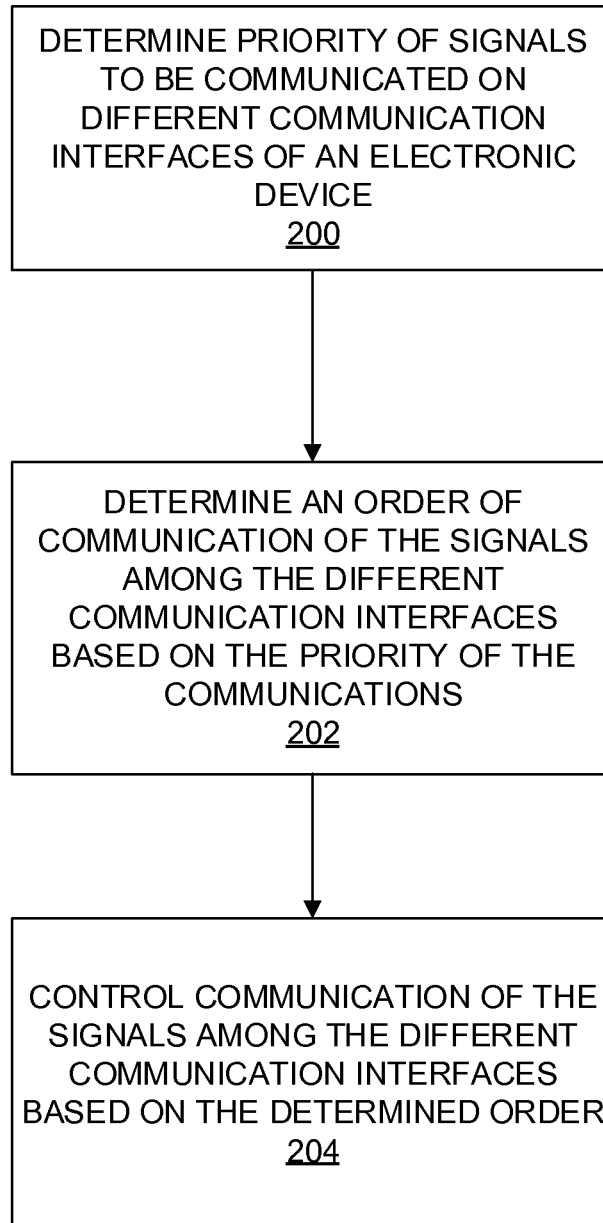 DETERMINE PRIORITY OF SIGNALS
TO BE COMMUNICATED ON
DIFFERENT COMMUNICATION
INTERFACES OF AN ELECTRONIC
DEVICE
200
DETERMINE AN ORDER OF
COMMUNICATION OF THE SIGNALS
AMONG THE DIFFERENT
COMMUNICATION INTERFACES
BASED ON THE PRIORITY OF THE
COMMUNICATIONS
202
CONTROL COMMUNICATION OF THE
SIGNALS AMONG THE DIFFERENT
COMMUNICATION INTERFACES
BASED ON THE DETERMINED ORDER
204